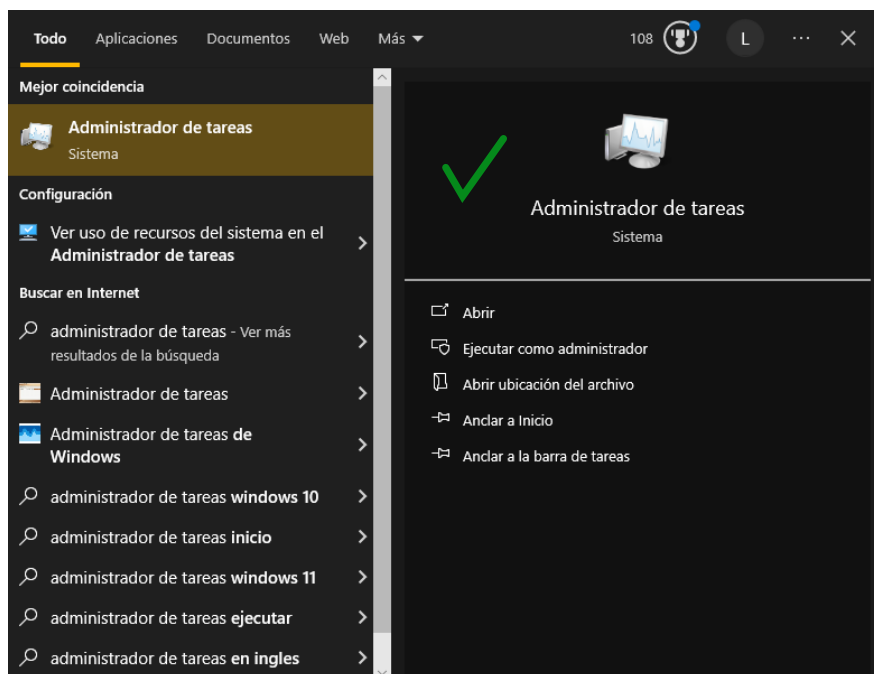 Todo Aplicaciones Documentos Web Más 108 L ...
Mejor coincidencia
Administrador de tareas
Sistema
Configuración
Ver uso de recursos del sistema en el
Administrador de tareas
Buscar en Internet
administrador de tareas - Ver más
resultados de la búsqueda
Administrador de tareas
Administrador de tareas de
Windows
administrador de tareas windows 10
administrador de tareas inicio
administrador de tareas windows 11
administrador de tareas ejecutar
administrador de tareas en ingles
Administrador de tareas
Sistema
Abrir
Ejecutar como administrador
Abrir ubicación del archivo
Anclar a Inicio
Anclar a la barra de tareas